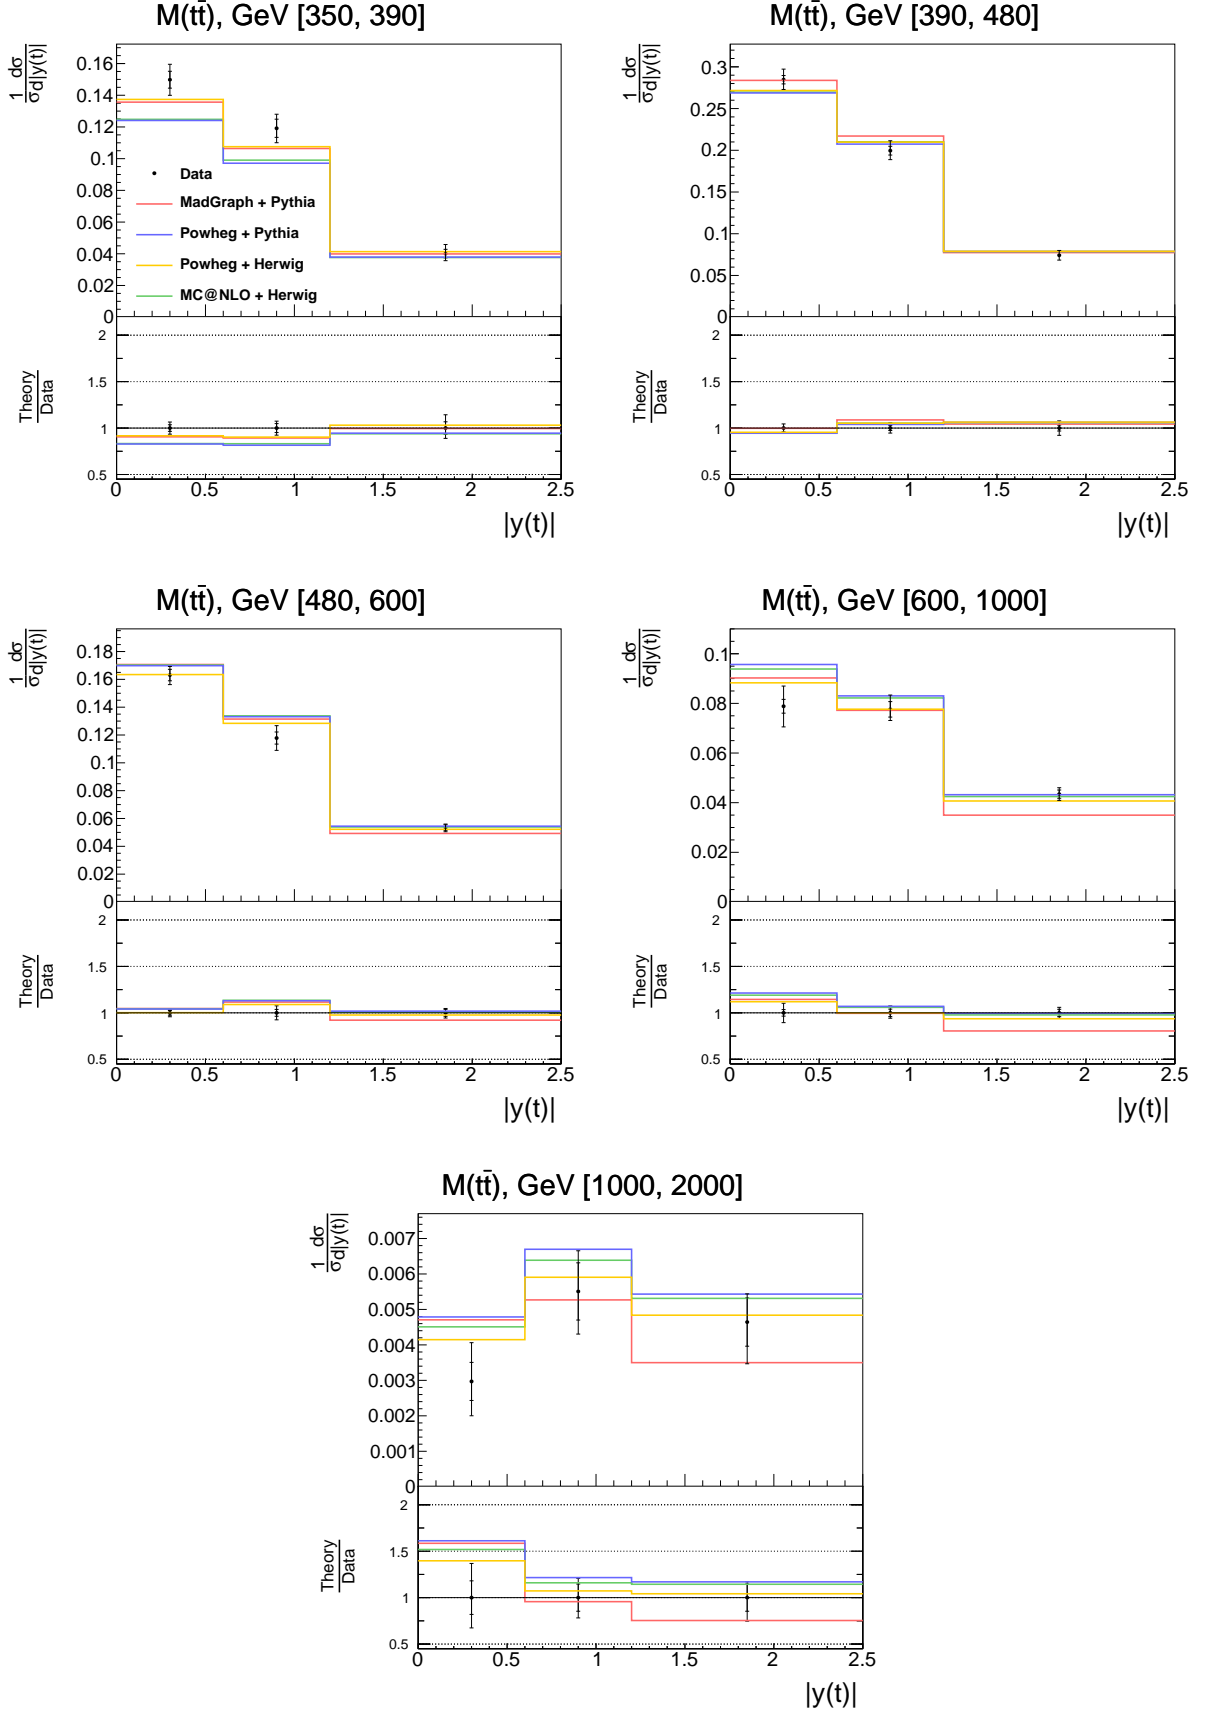 M(tt̄), GeV [350, 390]
1 dσ
σ d|y(t)|
0.16
0.14
0.12
0.1
0.08
0.06
0.04
0.02
0
Data
MadGraph + Pythia
Powheg + Pythia
Powheg + Herwig
MC@NLO + Herwig
Theory
Data
2
1.5
1
0.5
0 0.5 1 1.5 2 2.5
|y(t)|
M(tt̄), GeV [390, 480]
1 dσ
σ d|y(t)|
0.3
0.25
0.2
0.15
0.1
0.05
0
Theory
Data
2
1.5
1
0.5
0 0.5 1 1.5 2 2.5
|y(t)|
M(tt̄), GeV [480, 600]
1 dσ
σ d|y(t)|
0.18
0.16
0.14
0.12
0.1
0.08
0.06
0.04
0.02
0
Theory
Data
2
1.5
1
0.5
0 0.5 1 1.5 2 2.5
|y(t)|
M(tt̄), GeV [600, 1000]
1 dσ
σ d|y(t)|
0.1
0.08
0.06
0.04
0.02
0
Theory
Data
2
1.5
1
0.5
0 0.5 1 1.5 2 2.5
|y(t)|
M(tt̄), GeV [1000, 2000]
1 dσ
σ d|y(t)|
0.007
0.006
0.005
0.004
0.003
0.002
0.001
0
Theory
Data
2
1.5
1
0.5
0 0.5 1 1.5 2 2.5
|y(t)|